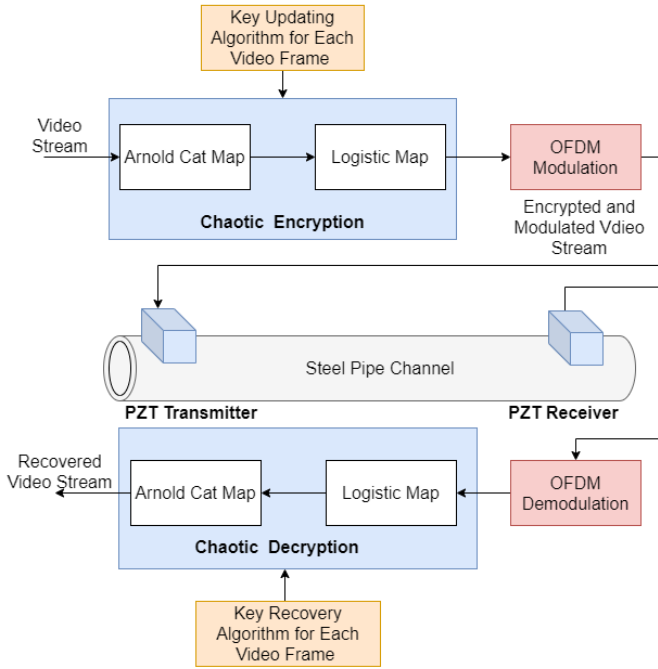 Key Updating
Algorithm for Each
Video Frame
Video
Stream
Arnold Cat Map
Logistic Map
OFDM
Modulation
Chaotic Encryption
Encrypted and
Modulated Vdieo
Stream
Steel Pipe Channel
PZT Transmitter
PZT Receiver
Recovered
Video Stream
Arnold Cat Map
Logistic Map
OFDM
Demodulation
Chaotic Decryption
Key Recovery
Algorithm for Each
Video Frame